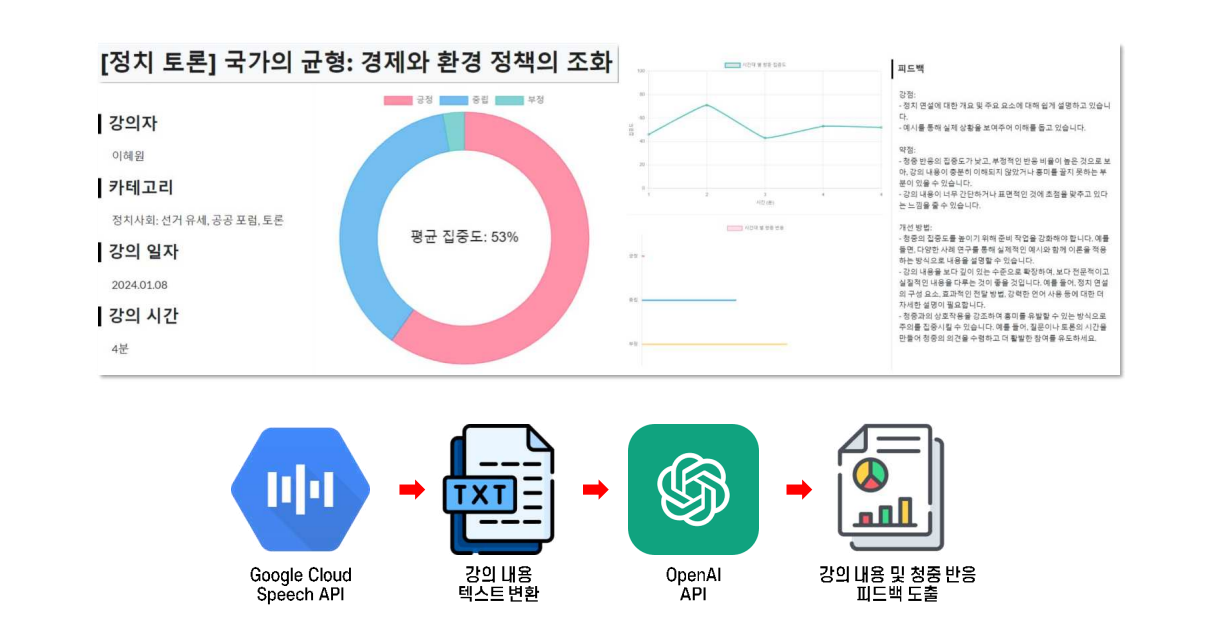 [정치 토론] 국가의 균형: 경제와 환경 정책의 조화
강의자
이혜원
카테고리
정치사회: 선거 유세, 공공 포럼, 토론
강의 일자
2024.01.08
강의 시간
4분
긍정 중립 부정
평균 집중도: 53%
시간대 별 청중 집중도
100
80
60
40
20
0
집중도
1 2 3 4
시간(분)
시간대 별 청중 반응
긍정
중립
부정
피드백
강점:
- 정치 연설에 대한 개요 및 주요 요소에 대해 쉽게 설명하고 있습니
다.
- 예시를 통해 실제 상황을 보여주어 이해를 돕고 있습니다.
약점:
- 청중 반응의 집중도가 낮고, 부정적인 반응 비율이 높은 것으로 보
아, 강의 내용이 충분히 이해되지 않았거나 흥미를 끌지 못하는 부
분이 있을 수 있습니다.
- 강의 내용이 너무 간단하거나 표면적인 것에 초점을 맞추고 있다
는 느낌을 줄 수 있습니다.
개선 방법:
- 청중의 집중도를 높이기 위해 준비 작업을 강화해야 합니다. 예를
들면, 다양한 사례 연구를 통해 실제적인 예시와 함께 이론을 적용
하는 방식으로 내용을 설명할 수 있습니다.
- 강의 내용을 보다 깊이 있는 수준으로 확장하여, 보다 전문적이고
실질적인 내용을 다루는 것이 좋을 것입니다. 예를 들어, 정치 연설
의 구성 요소, 효과적인 전달 방법, 강력한 언어 사용 등에 대한 더
자세한 설명이 필요합니다.
- 청중과의 상호작용을 강조하여 흥미를 유발할 수 있는 방식으로
주의를 집중시킬 수 있습니다. 예를 들어, 질문이나 토론의 시간을
만들어 청중의 의견을 수렴하고 더 활발한 참여를 유도하세요.
TXT
Google Cloud
Speech API
강의 내용
텍스트 변환
OpenAI
API
강의 내용 및 청중 반응
피드백 도출